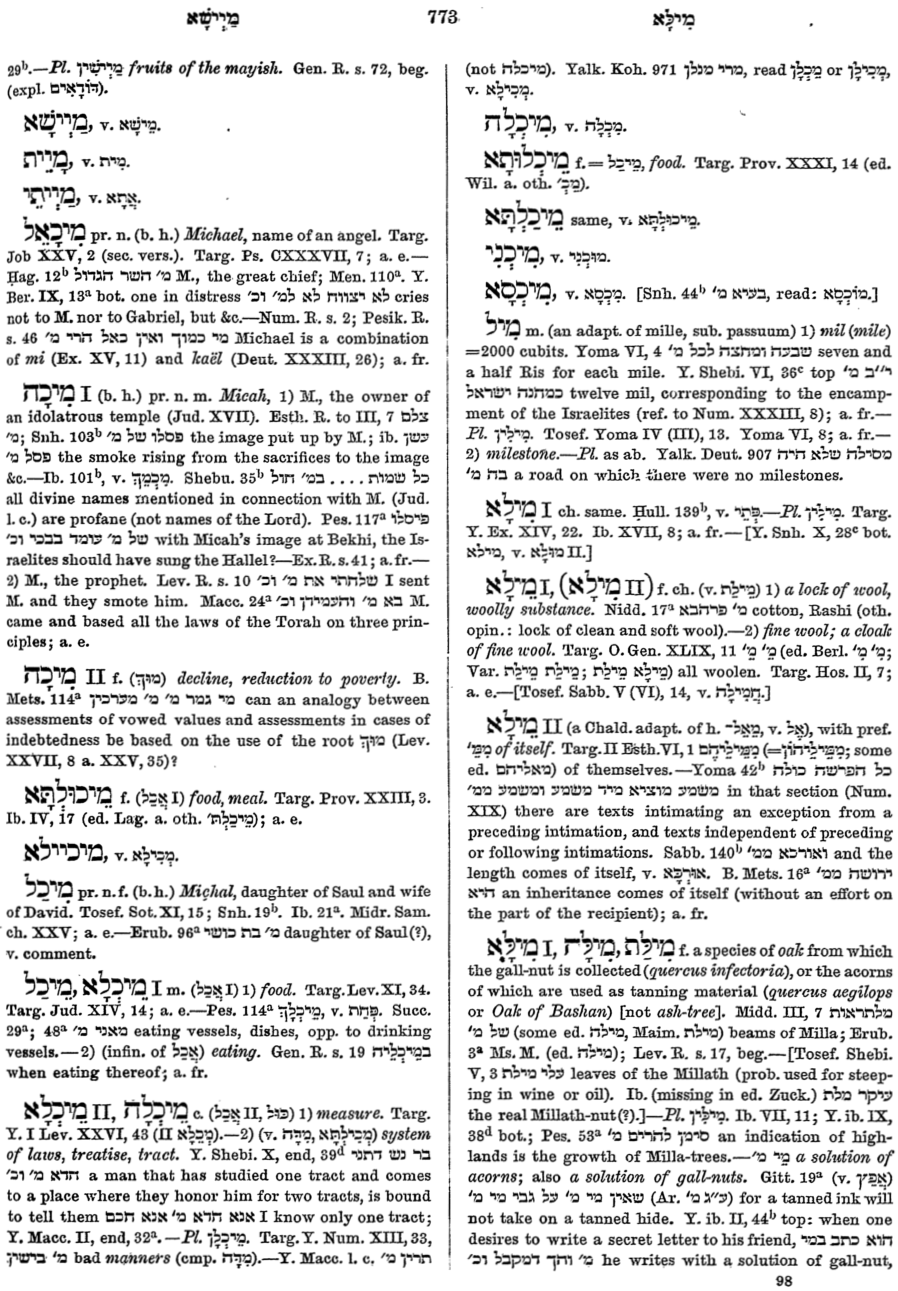 מַיְישָׁא
773
מִילָּא
29ᵇ.—Pl. מַיְישִׁין fruits of the mayish. Gen. R. s. 72, beg.
(expl. דּוּדָאִים).
מַיְישָׁא, v. מֵישָׁא.
מָיֵית, v. מִית.
מַיְיתֵי, v. אֲתָא.
מִיכָאֵל pr. n. (b. h.) Michael, name of an angel. Targ.
Job XXV, 2 (sec. vers.). Targ. Ps. CXXXVII, 7; a. e.—
Ḥag. 12ᵇ מ׳ השר הגדול M., the great chief; Men. 110ᵃ. Y.
Ber. IX, 13ᵃ bot. one in distress לא יצווח לא למ׳ וכ׳ cries
not to M. nor to Gabriel, but &c.—Num. R. s. 2; Pesik. R.
s. 46 מי כמוך ואין כאל הרי מ׳ Michael is a combination
of mi (Ex. XV, 11) and kaël (Deut. XXXIII, 26); a. fr.
מִיכָה I (b. h.) pr. n. m. Micah, 1) M., the owner of
an idolatrous temple (Jud. XVII). Esth. R. to III, 7 צלם
מ׳; Snh. 103ᵇ פסלו של מ׳ the image put up by M.; ib. עשן
פסל מ׳ the smoke rising from the sacrifices to the image
&c.—Ib. 101ᵇ, v. מְכַמֵּךְ. Shebu. 35ᵇ כל שמות .... במ׳ חול
all divine names mentioned in connection with M. (Jud.
l. c.) are profane (not names of the Lord). Pes. 117ᵃ פיסלו
של מ׳ עומד בבכי וכ׳ with Micah's image at Bekhi, the Is-
raelites should have sung the Hallel?—Ex. R. s. 41; a. fr.—
2) M., the prophet. Lev. R. s. 10 שלחתי את מ׳ וכ׳ I sent
M. and they smote him. Macc. 24ᵃ בא מ׳ והעמידן וכ׳ M.
came and based all the laws of the Torah on three prin-
ciples; a. e.
מִיכָה II f. (מוּךְ) decline, reduction to poverty. B.
Mets. 114ᵃ מי גמר מ׳ מ׳ מערכין can an analogy between
assessments of vowed values and assessments in cases of
indebtedness be based on the use of the root מוּךְ (Lev.
XXVII, 8 a. XXV, 35)?
מֵיכוּלְתָּא f. (אֲכַל I) food, meal. Targ. Prov. XXIII, 3.
Ib. IV, 17 (ed. Lag. a. oth. מֵיכַלְתּ׳); a. e.
מיכיילא, v. מְכִילָא.
מִיכַל pr. n. f. (b. h.) Michal, daughter of Saul and wife
of David. Tosef. Sot. XI, 15; Snh. 19ᵇ. Ib. 21ᵃ. Midr. Sam.
ch. XXV; a. e.—Erub. 96ᵃ מ׳ בת כושי daughter of Saul(?),
v. comment.
מֵיכְלָא, מֵיכַל I m. (אֲכַל I) 1) food. Targ. Lev. XI, 34.
Targ. Jud. XIV, 14; a. e.—Pes. 114ᵃ מֵיכְלָךְ, v. פְּחַת. Succ.
29ᵃ; 48ᵃ מאני מ׳ eating vessels, dishes, opp. to drinking
vessels.—2) (infin. of אֲכַל) eating. Gen. R. s. 19 במיכליה
when eating thereof; a. fr.
מֵיכְלָא II, מֵיכְלָה c. (אֲכַל II, כּוּל) 1) measure. Targ.
Y. I Lev. XXVI, 43 (II מִכְלָא).—2) (v. מְכִילְתָּא, מִדָּה) system
of laws, treatise, tract. Y. Shebi. X, end, 39ᵈ בר נש דתני
חדא מ׳ וכ׳ a man that has studied one tract and comes
to a place where they honor him for two tracts, is bound
to tell them אנא חדא מ׳ אנא חכם I know only one tract;
Y. Macc. II, end, 32ᵃ.—Pl. מֵיכְלָן. Targ. Y. Num. XIII, 33,
מ׳ בישין bad manners (cmp. מִדָּה).—Y. Macc. l. c. תרין מ׳
(not מיכלה). Yalk. Koh. 971 מרי מנלן, read מֵכְלָן or מְכִילָן,
v. מְכִילָא.
מִיכְלָה, v. מִכְלָה.
מֵיכְלוּתָא f. = מֵיכַל, food. Targ. Prov. XXXI, 14 (ed.
Wil. a. oth. מֵכְ׳).
מֵיכַלְתָּא same, v. מֵיכוּלְתָּא.
מִיכְנֵי, v. מוּכְנִי.
מִיכְסָא, v. מִכְסָא. [Snh. 44ᵇ בעיא מ׳, read: מוֹכְסָא.]
מִיל m. (an adapt. of mille, sub. passuum) 1) mil (mile)
=2000 cubits. Yoma VI, 4 שבעה ומחצה לכל מ׳ seven and
a half Ris for each mile. Y. Shebi. VI, 36ᶜ top י״ב מ׳
כמחנה ישראל twelve mil, corresponding to the encamp-
ment of the Israelites (ref. to Num. XXXIII, 8); a. fr.—
Pl. מִילִין. Tosef. Yoma IV (III), 13. Yoma VI, 8; a. fr.—
2) milestone.—Pl. as ab. Yalk. Deut. 907 מסילה שלא היה
בה מ׳ a road on which there were no milestones.
מִילָא I ch. same. Ḥull. 139ᵇ, v. פְּתֵי.—Pl. מִילִין. Targ.
Y. Ex. XIV, 22. Ib. XVII, 8; a. fr.—[Y. Snh. X, 28ᶜ bot.
מילא, v. מוּלָא II.]
מֵילָא I, (מִילָא II) f. ch. (v. מֵילַת) 1) a lock of wool,
woolly substance. Nidd. 17ᵃ מ׳ פרהבא cotton, Rashi (oth.
opin.: lock of clean and soft wool).—2) fine wool; a cloak
of fine wool. Targ. O. Gen. XLIX, 11 מֵ׳ מֵ׳ (ed. Berl. מִ׳ מִ׳;
Var. מֵילַת מֵילַת; מֵילָא מֵילַת) all woolen. Targ. Hos. II, 7;
a. e.—[Tosef. Sabb. V (VI), 14, v. חֲמִילָה.]
מֵילָא II (a Chald. adapt. of h. מֵאֵל־, v. אֵל), with pref.
מִמֵּ׳ of itself. Targ. II Esth. VI, 1 מִמֵּילֵיהֶם (=מִמֵּילֵיהוֹן; some
ed. מאליהם) of themselves.—Yoma 42ᵇ כל הפרשה כולה
משמע מוציא מיד משמע ומשמע ממ׳ in that section (Num.
XIX) there are texts intimating an exception from a
preceding intimation, and texts independent of preceding
or following intimations. Sabb. 140ᵇ ואורכא ממ׳ and the
length comes of itself, v. אוּרְכָּא. B. Mets. 16ᵃ ירושה ממ׳
היא an inheritance comes of itself (without an effort on
the part of the recipient); a. fr.
מִילָּא I, מִילָּה, מִילַּת f. a species of oak from which
the gall-nut is collected (quercus infectoria), or the acorns
of which are used as tanning material (quercus aegilops
or Oak of Bashan) [not ash-tree]. Midd. III, 7 מלתראות
של מ׳ (some ed. מילה, Maim. מילת) beams of Milla; Erub.
3ᵃ Ms. M. (ed. מילה); Lev. R. s. 17, beg.—[Tosef. Shebi.
V, 3 עלי מילת leaves of the Millath (prob. used for steep-
ing in wine or oil). Ib. (missing in ed. Zuck.) עיקר מלת
the real Millath-nut(?).]—Pl. מִילִּין. Ib. VII, 11; Y. ib. IX,
38ᵈ bot.; Pes. 53ᵃ סימן להרים מ׳ an indication of high-
lands is the growth of Milla-trees.—מֵי מ׳ a solution of
acorns; also a solution of gall-nuts. Gitt. 19ᵃ (v. אֲפֵץ)
שאין מי מ׳ על גבי מי מ׳ (Ar. ע״ג מ׳) for a tanned ink will
not take on a tanned hide. Y. ib. II, 44ᵇ top: when one
desires to write a secret letter to his friend, הוא כתב במי
מ׳ והך דמקבל וכ׳ he writes with a solution of gall-nut,
98